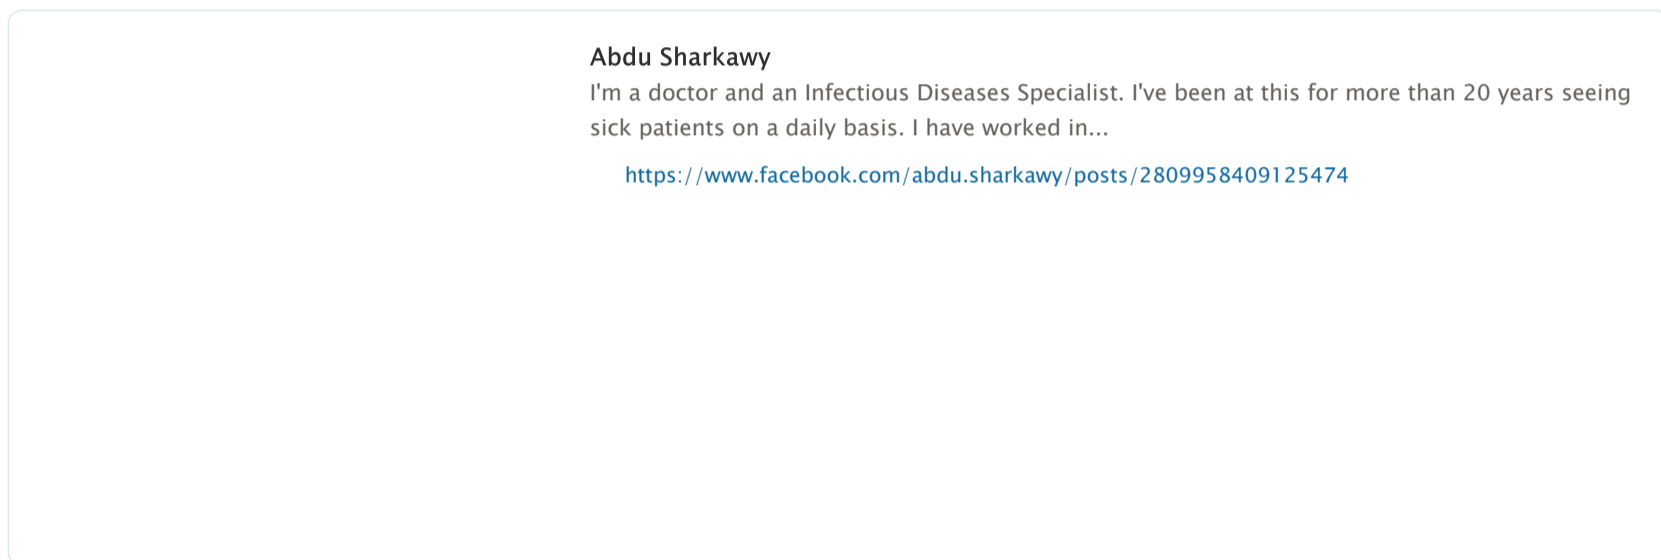 Abdu Sharkawy
I'm a doctor and an Infectious Diseases Specialist. I've been at this for more than 20 years seeing
sick patients on a daily basis. I have worked in...
https://www.facebook.com/abdu.sharkawy/posts/2809958409125474